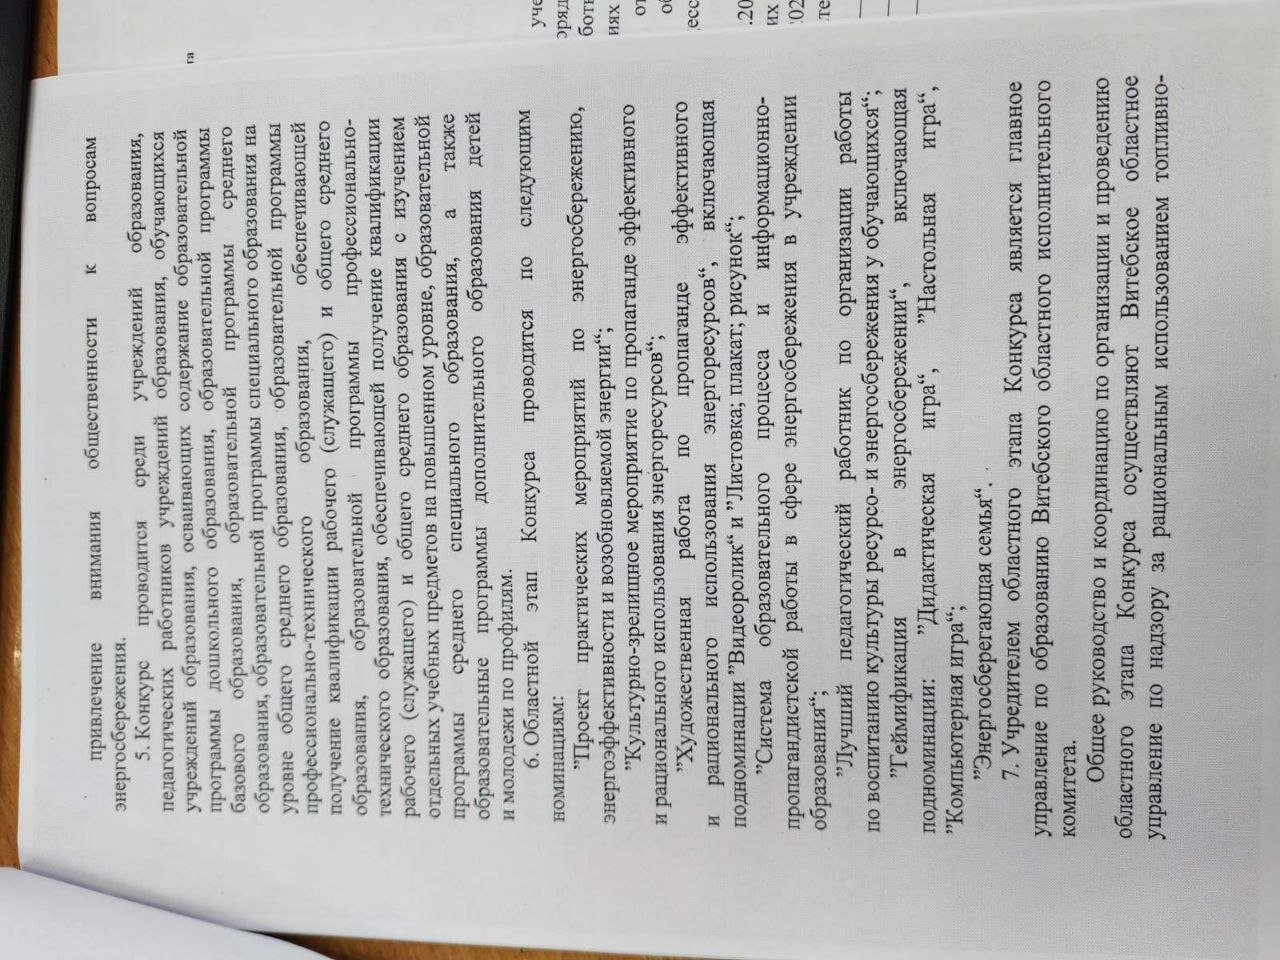 привлечение внимания общественности к вопросам
энергосбережения.
5. Конкурс проводится среди учреждений образования,
педагогических работников учреждений образования, обучающихся
учреждений образования, осваивающих содержание образовательной
программы дошкольного образования, образовательной программы
базового образования, образовательной программы среднего
образования, образовательной программы специального образования на
уровне общего среднего образования, образовательной программы
профессионально-технического образования, обеспечивающей
получение квалификации рабочего (служащего) и общего среднего
образования, образовательной программы профессионально-
технического образования, обеспечивающей получение квалификации
рабочего (служащего) и общего среднего образования с изучением
отдельных учебных предметов на повышенном уровне, образовательной
программы среднего специального образования, а также
образовательные программы дополнительного образования детей
и молодежи по профилям.
6. Областной этап Конкурса проводится по следующим
номинациям:
”Проект практических мероприятий по энергосбережению,
энергоэффективности и возобновляемой энергии“;
”Культурно-зрелищное мероприятие по пропаганде эффективного
и рационального использования энергоресурсов“;
”Художественная работа по пропаганде эффективного
и рационального использования энергоресурсов“, включающая
подноминации ”Видеоролик“ и ”Листовка; плакат; рисунок“;
”Система образовательного процесса и информационно-
пропагандистской работы в сфере энергосбережения в учреждении
образования“;
”Лучший педагогический работник по организации работы
по воспитанию культуры ресурсо- и энергосбережения у обучающихся“;
”Геймификация в энергосбережении“, включающая
подноминации: ”Дидактическая игра“, ”Настольная игра“,
”Компьютерная игра“;
”Энергосберегающая семья“.
7. Учредителем областного этапа Конкурса является главное
управление по образованию Витебского областного исполнительного
комитета.
Общее руководство и координацию по организации и проведению
областного этапа Конкурса осуществляют Витебское областное
управление по надзору за рациональным использованием топливно-